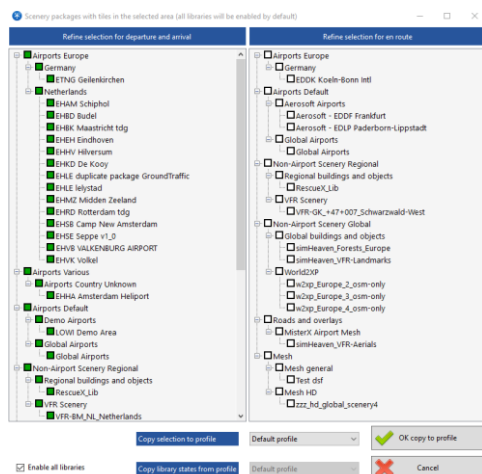 Scenery packages with tiles in the selected area (all libraries will be enabled by default)
Refine selection for departure and arrival
Airports Europe
Germany
ETNG Geilenkirchen
Netherlands
EHAM Schiphol
EHBD Budel
EHBK Maastricht tdg
EHEH Eindhoven
EHHV Hilversum
EHKD De Kooy
EHLE duplicate package GroundTraffic
EHLE lelystad
EHMZ Midden Zeeland
EHRD Rotterdam tdg
EHSB Camp New Amsterdam
EHSE Seppe v1_0
EHVB VALKENBURG AIRPORT
EHVK Volkel
Airports Various
Airports Country Unknown
EHHA Amsterdam Heliport
Airports Default
Demo Airports
LOWI Demo Area
Global Airports
Global Airports
Non-Airport Scenery Regional
Regional buildings and objects
RescueX_Lib
VFR Scenery
VFR-BM_NL_Netherlands
Refine selection for en route
Airports Europe
Germany
EDDK Koeln-Bonn Intl
Airports Default
Aerosoft Airports
Aerosoft - EDDF Frankfurt
Aerosoft - EDLP Paderborn-Lippstadt
Global Airports
Global Airports
Non-Airport Scenery Regional
Regional buildings and objects
RescueX_Lib
VFR Scenery
VFR-GK_+47+007_Schwarzwald-West
Non-Airport Scenery Global
Global buildings and objects
simHeaven_Forests_Europe
simHeaven_VFR-Landmarks
World2XP
w2xp_Europe_2_osm-only
w2xp_Europe_3_osm-only
w2xp_Europe_4_osm-only
Roads and overlays
MisterX Airport Mesh
simHeaven_VFR-Aerials
Mesh
Mesh general
Test dsf
Mesh HD
zzz_hd_global_scenery4
Copy selection to profile
Default profile
OK copy to profile
Enable all libraries
Copy library states from profile
Default profile
Cancel